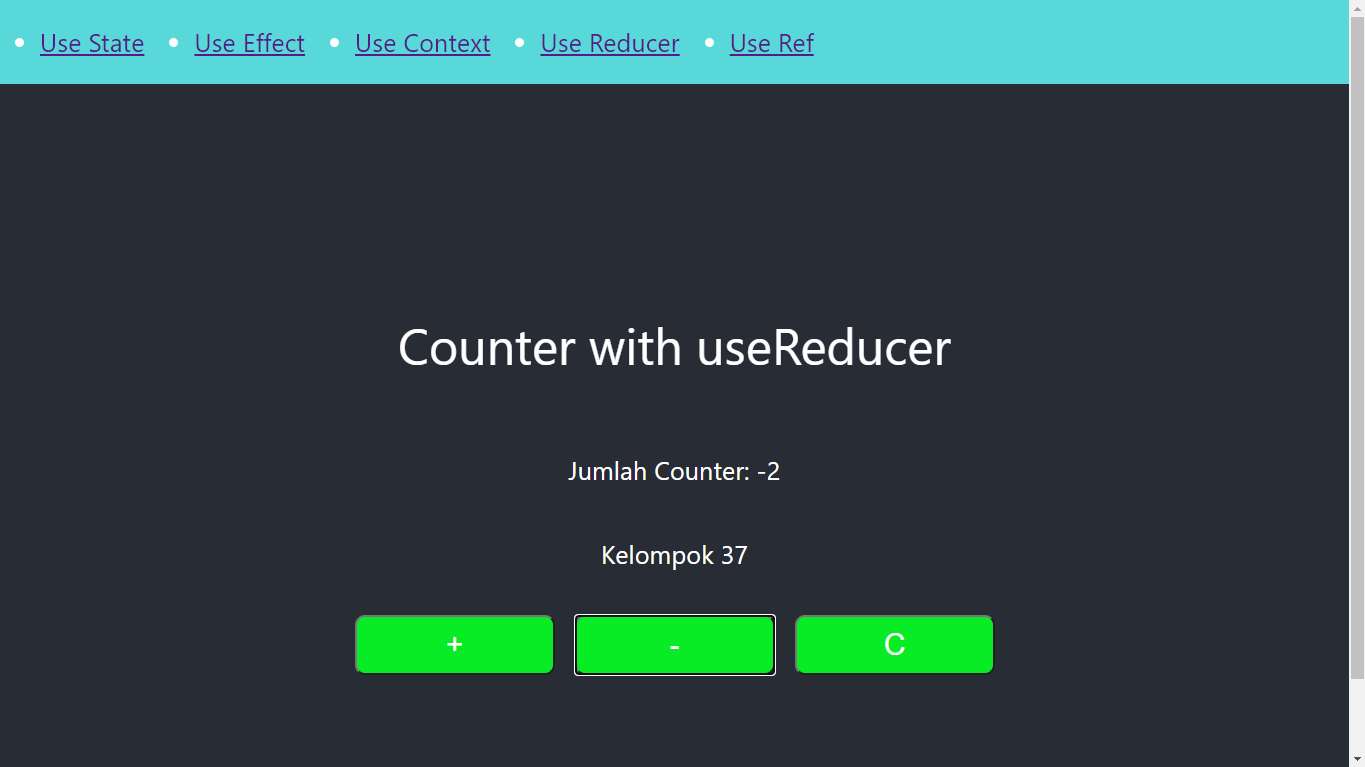 Use State Use Effect Use Context Use Reducer Use Ref
Counter with useReducer
Jumlah Counter: -2
Kelompok 37
+ - C